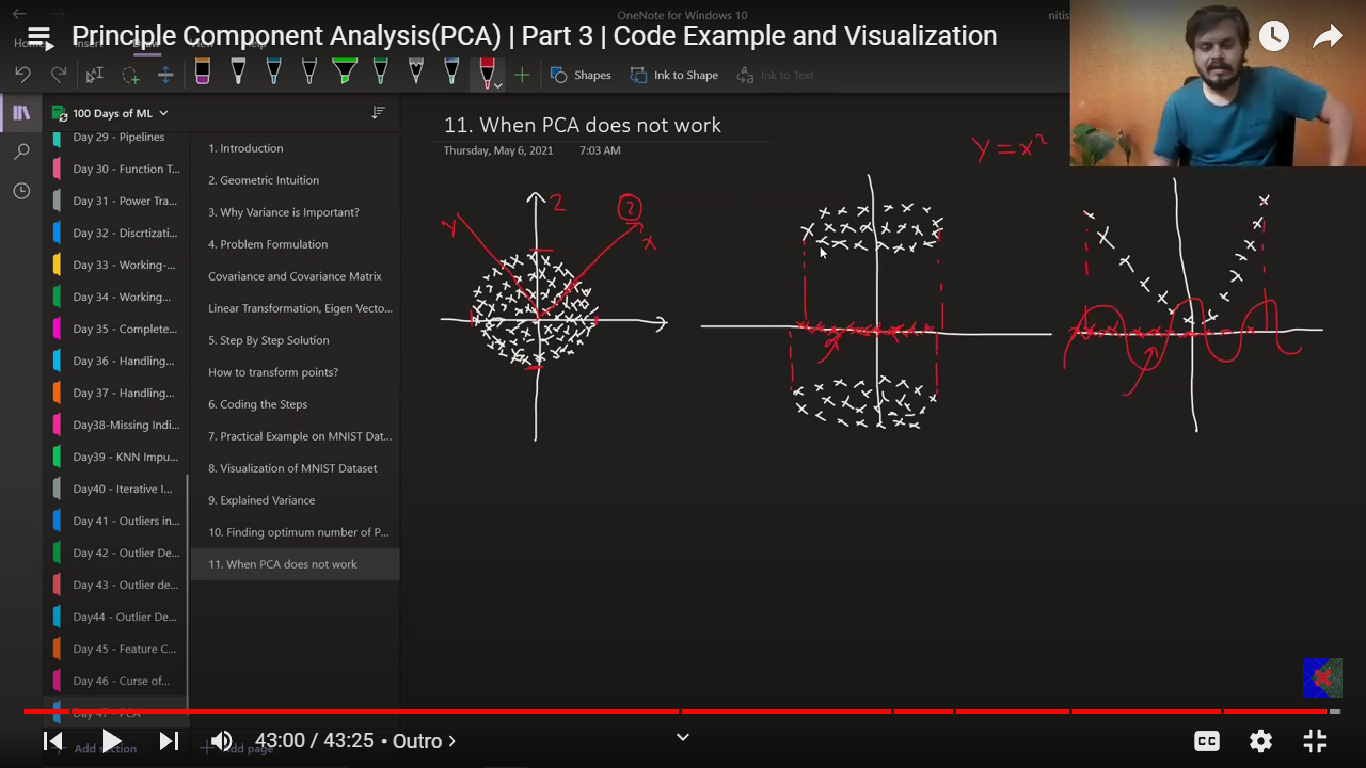 OneNote for Windows 10
nitis
Principle Component Analysis(PCA) | Part 3 | Code Example and Visualization
Shapes
Ink to Shape
Ink to Text
100 Days of ML
Day 29 - Pipelines
Day 30 - Function T...
Day 31 - Power Tra...
Day 32 - Discrtizati...
Day 33 - Working-...
Day 34 - Working...
Day 35 - Complete...
Day 36 - Handling...
Day 37 - Handling...
Day38-Missing Indi...
Day39 - KNN Impu...
Day40 - Iterative I...
Day 41 - Outliers in...
Day 42 - Outlier De...
Day 43 - Outlier de...
Day44 - Outlier De...
Day 45 - Feature C...
Day 46 - Curse of...
Day 47 - PCA
Add section
1. Introduction
2. Geometric Intuition
3. Why Variance is Important?
4. Problem Formulation
Covariance and Covariance Matrix
Linear Transformation, Eigen Vecto...
5. Step By Step Solution
How to transform points?
6. Coding the Steps
7. Practical Example on MNIST Dat...
8. Visualization of MNIST Dataset
9. Explained Variance
10. Finding optimum number of P...
11. When PCA does not work
Add page
11. When PCA does not work
Thursday, May 6, 2021 7:03 AM
y = x²
2
2
y
x
43:00 / 43:25 • Outro
CC